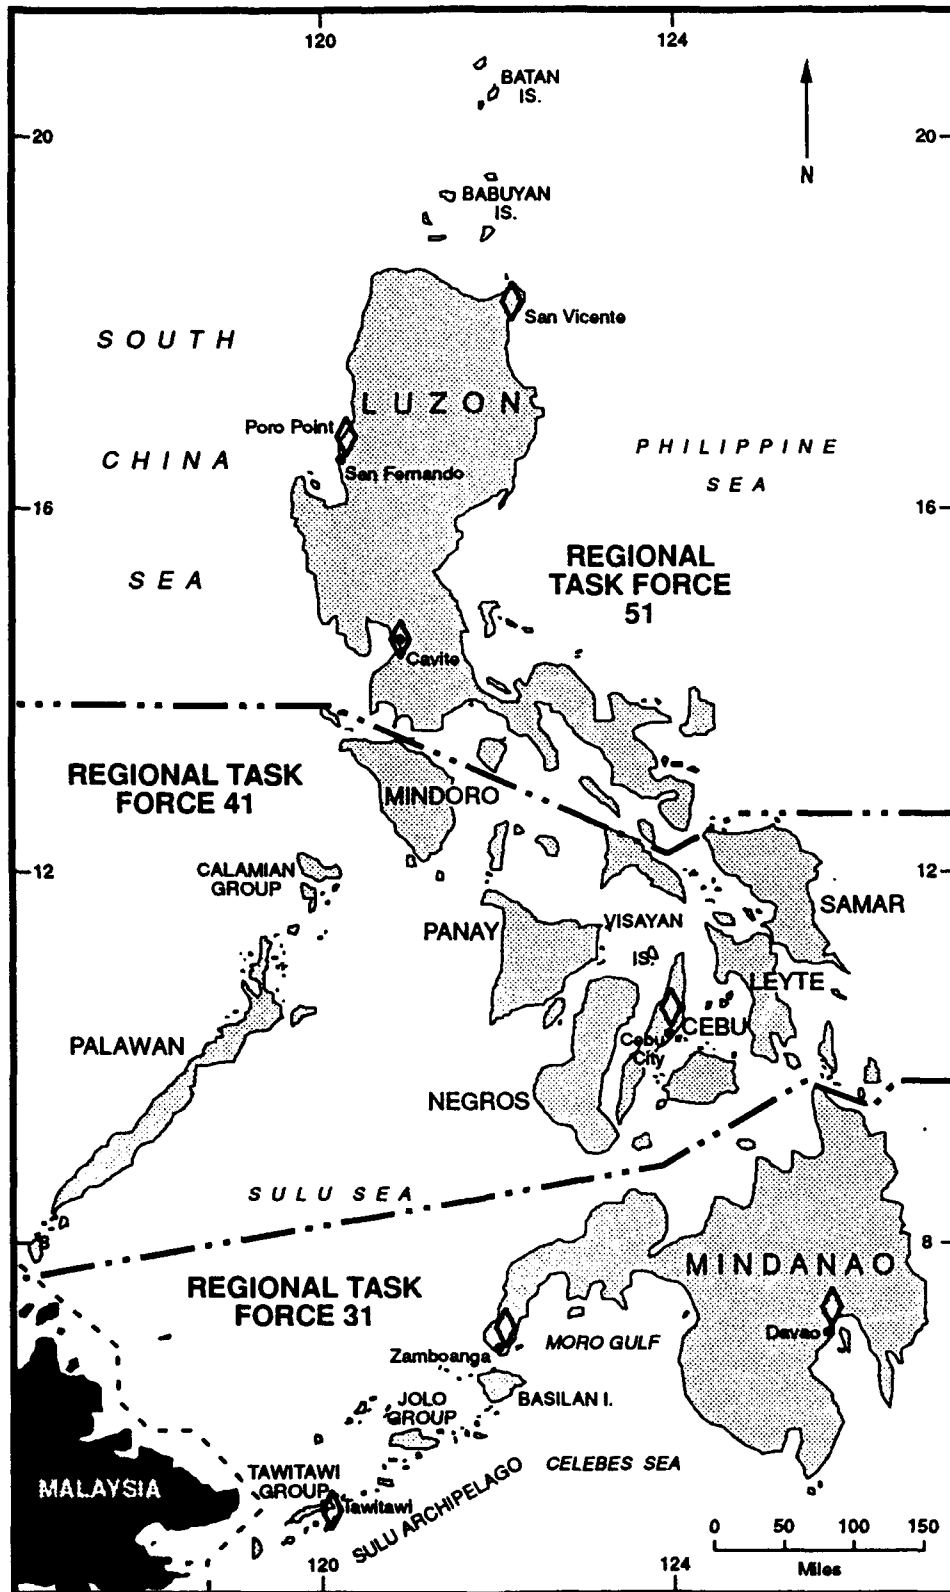 120
124
BATAN
IS.
20
20
N
BABUYAN
IS.
San Vicente
SOUTH
LUZON
Poro Point
PHILIPPINE
CHINA
San Fernando
SEA
16
16
REGIONAL
TASK FORCE
51
SEA
Cavite
REGIONAL TASK
FORCE 41
MINDORO
CALAMIAN
GROUP
12
12
SAMAR
PANAY
VISAYAN
IS.
LEYTE
CEBU
Cebu
City
PALAWAN
NEGROS
SULU SEA
8
8
MINDANAO
REGIONAL TASK
FORCE 31
Davao
MORO GULF
Zamboanga
JOLO
GROUP
BASILAN I.
CELEBES SEA
TAWITAWI
GROUP
MALAYSIA
Tawitawi
SULU ARCHIPELAGO
0 50 100 150
Miles
120
124